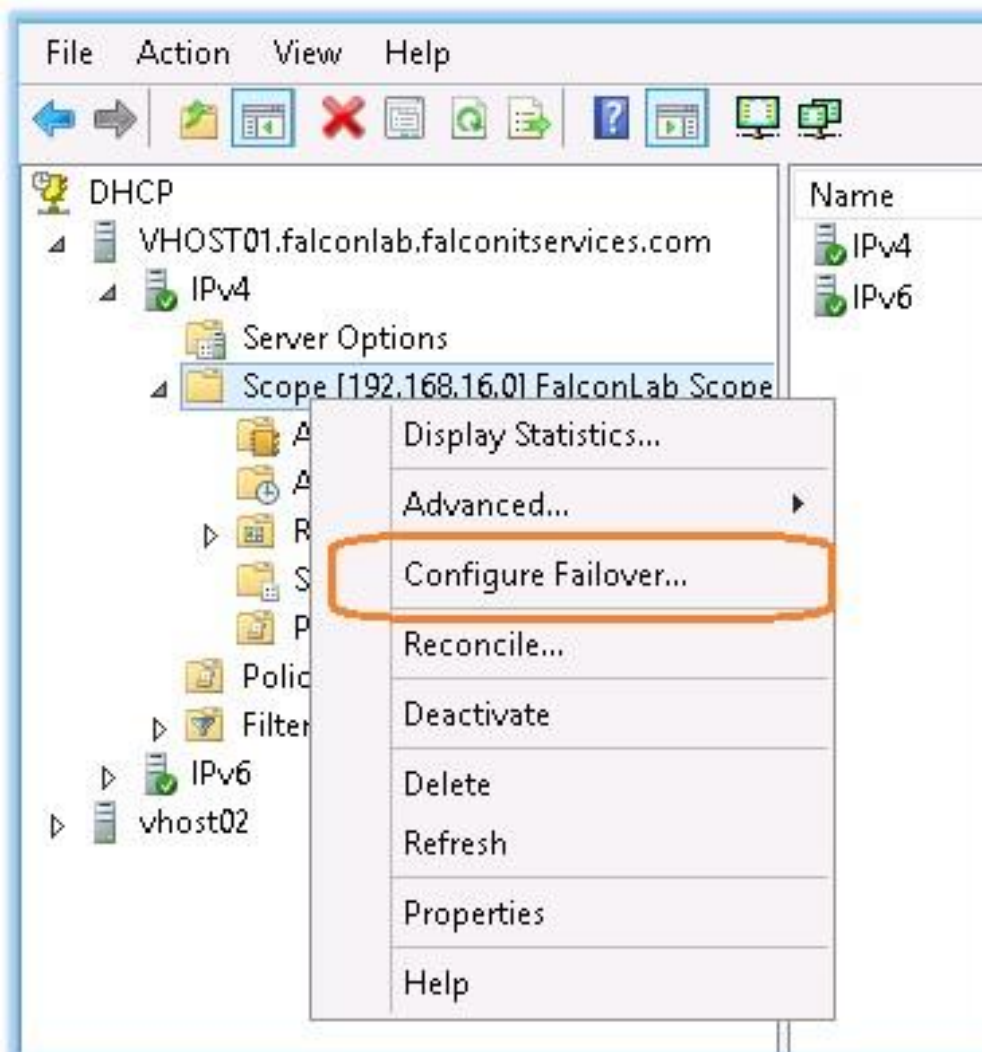 File Action View Help
DHCP
VHOST01.falconlab.falconitservices.com
IPv4
Server Options
Scope [192.168.16.0] FalconLab Scope
A
A
R
S
P
Polic
Filter
IPv6
vhost02
Name
IPv4
IPv6
Display Statistics...
Advanced...
Configure Failover...
Reconcile...
Deactivate
Delete
Refresh
Properties
Help